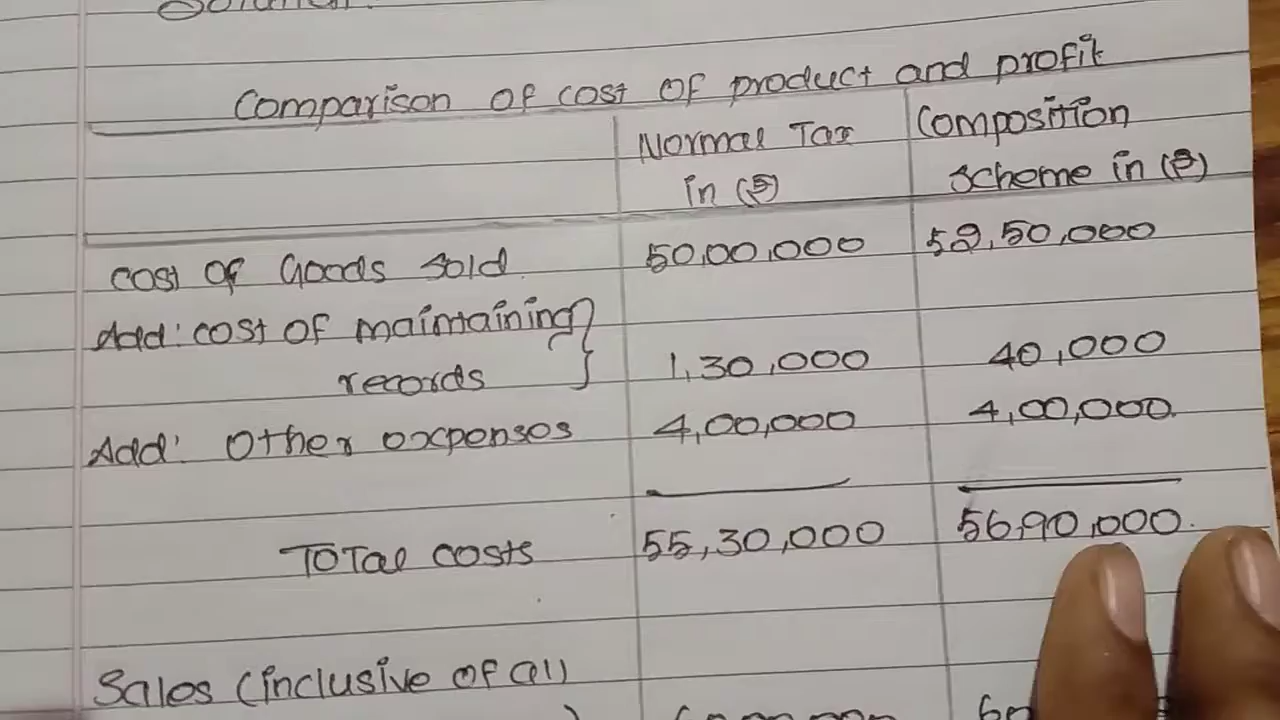 Solution:
Comparison of cost of product and profit
Normal Tax in (₹)
Composition Scheme in (₹)
Cost of Goods Sold 50,00,000 52,50,000
Add: cost of maimtaining records 1,30,000 40,000
Add: Other expenses 4,00,000 4,00,000
Total costs 55,30,000 56,90,000
Sales (inclusive of all